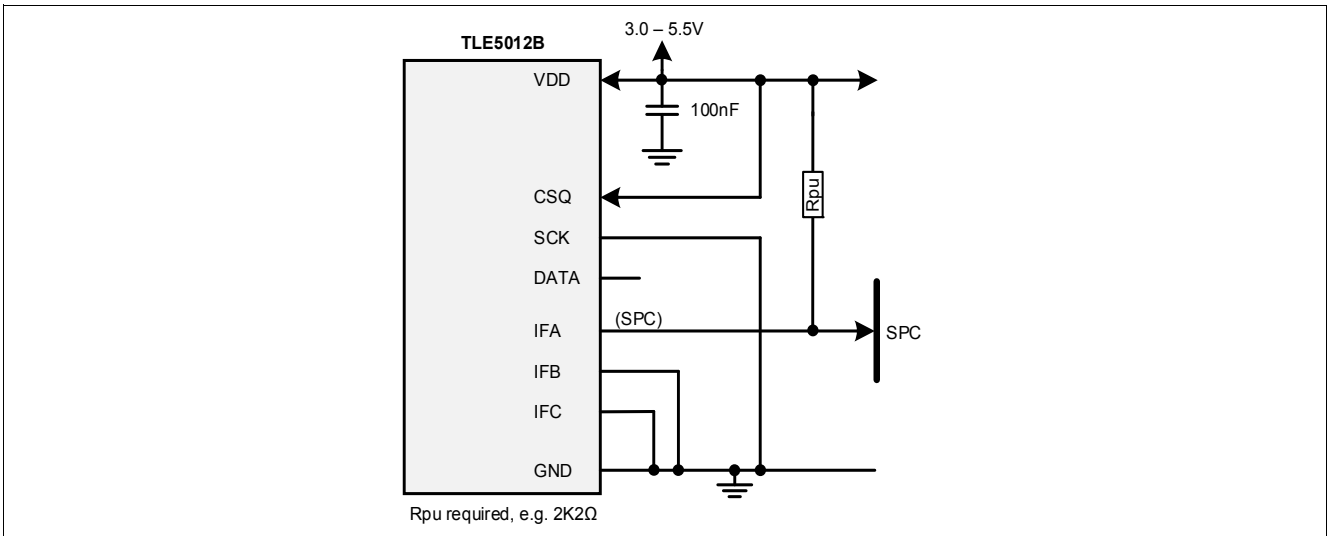 3.0 – 5.5V
TLE5012B
VDD
100nF
CSQ
Rpu
SCK
DATA
IFA
(SPC)
SPC
IFB
IFC
GND
Rpu required, e.g. 2K2Ω